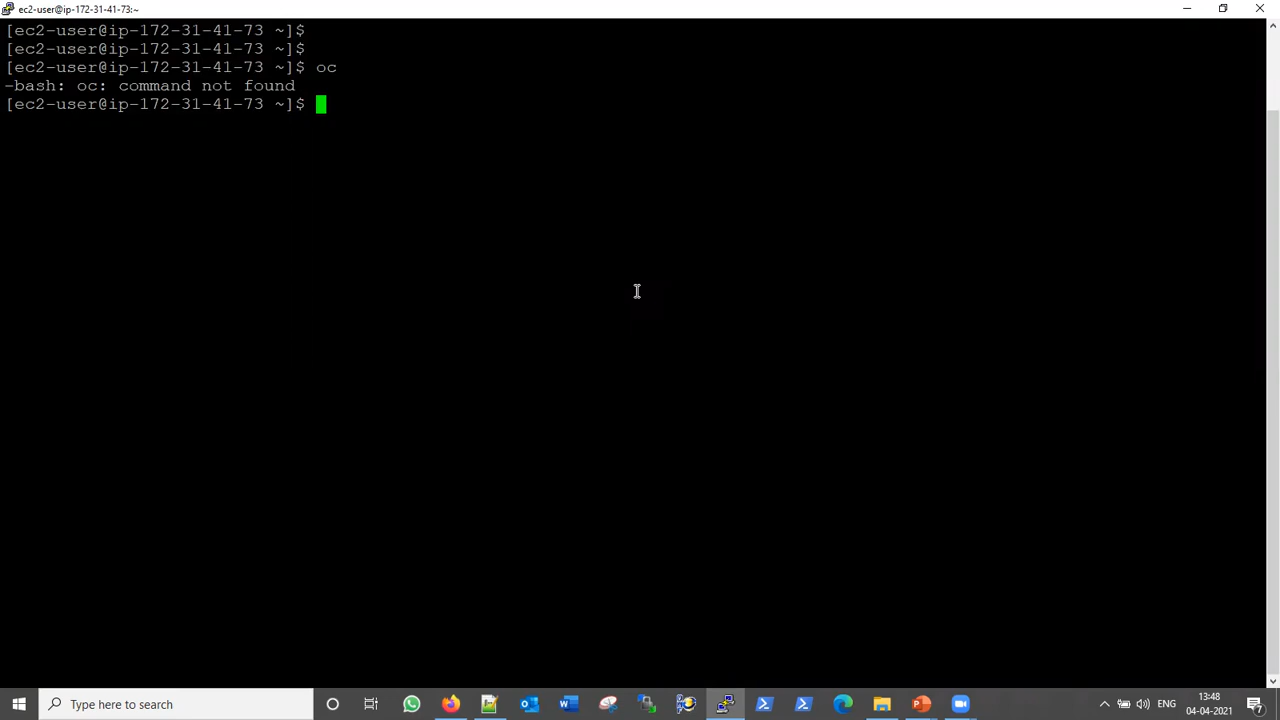 ec2-user@ip-172-31-41-73:~
[ec2-user@ip-172-31-41-73 ~]$
[ec2-user@ip-172-31-41-73 ~]$
[ec2-user@ip-172-31-41-73 ~]$ oc
-bash: oc: command not found
[ec2-user@ip-172-31-41-73 ~]$
Type here to search
ENG
13:48
04-04-2021
7